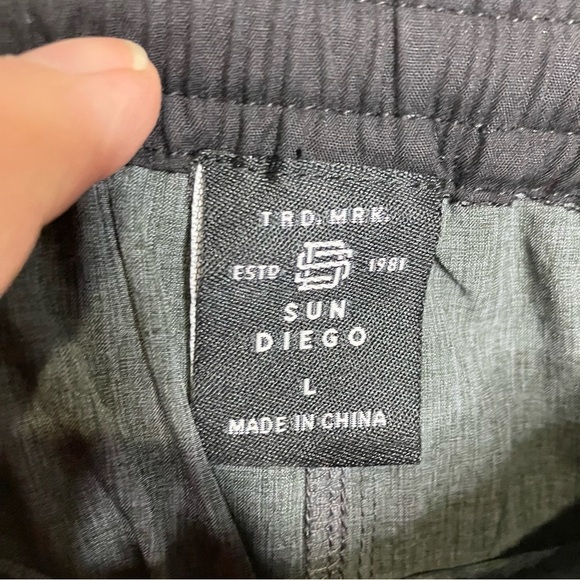 TRD. MRK.
ESTD 1981
SUN
DIEGO
L
MADE IN CHINA